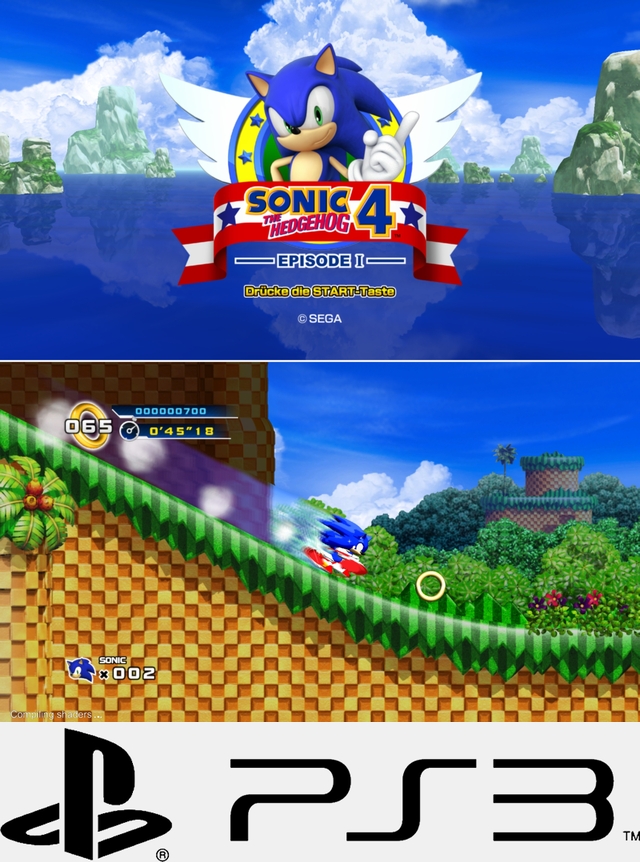 SONIC
THE
HEDGEHOG
4
TM
EPISODE I
Drücke die START-Taste
© SEGA
065
000000700
0'45"18
SONIC
×002
Compiling shaders ...
®
PS3
TM